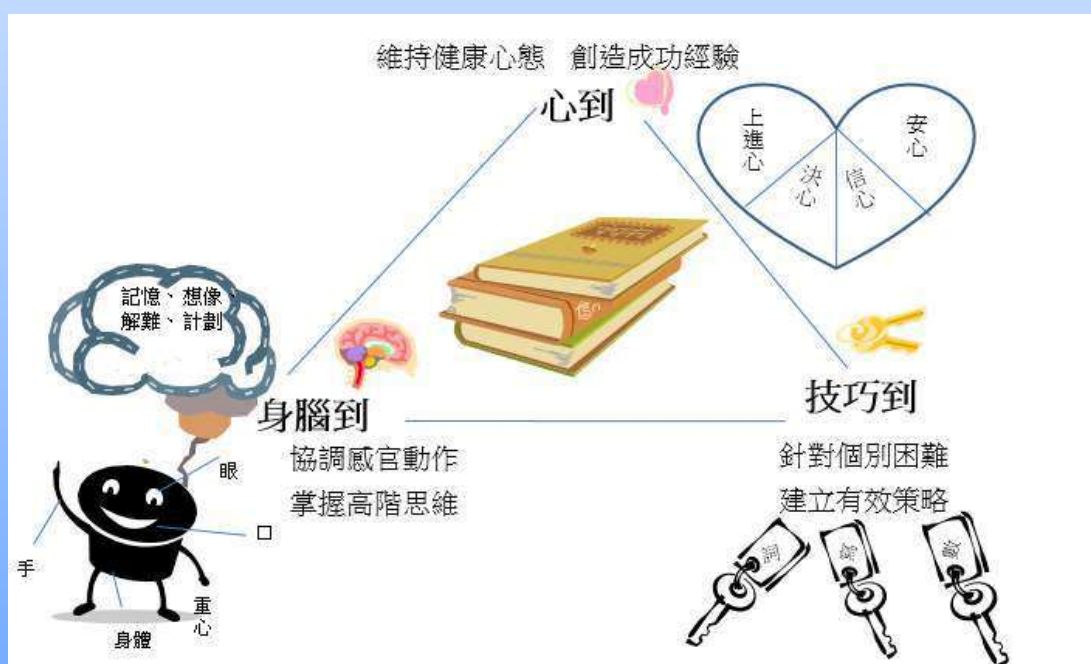 維持健康心態 創造成功經驗
心到
上進心
決心
信心
安心
記憶、想像、
解難、計劃
身腦到
協調感官動作
掌握高階思維
眼
口
手
身體
重心
技巧到
針對個別困難
建立有效策略
詞
寫
數